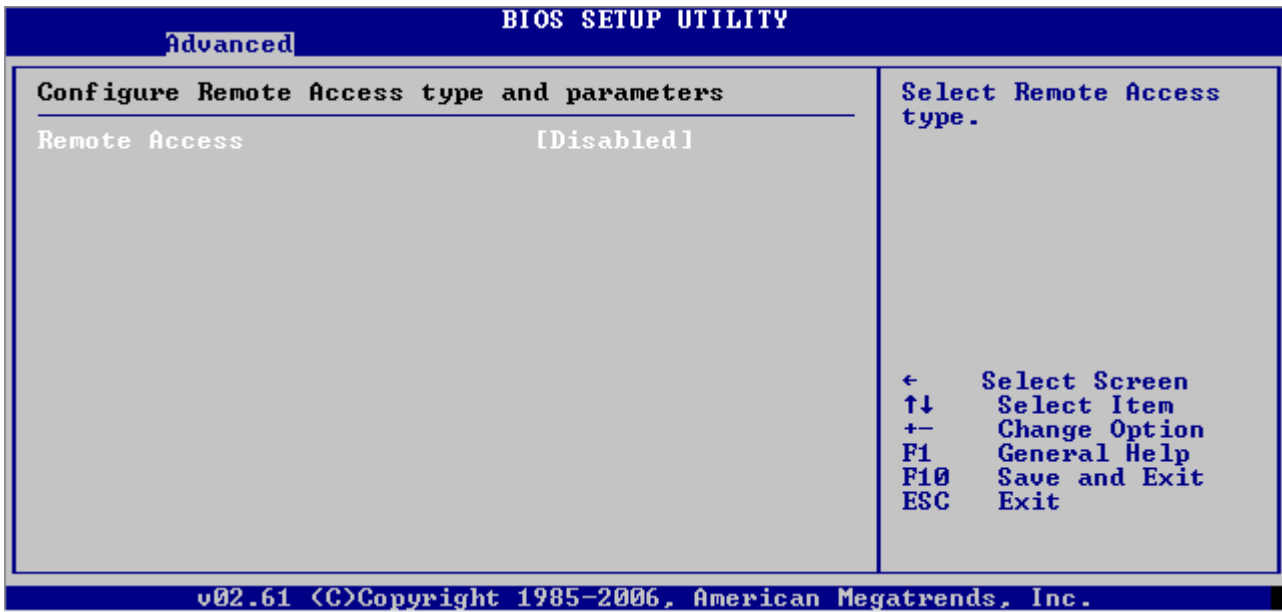 BIOS SETUP UTILITY
Advanced
Configure Remote Access type and parameters
Remote Access [Disabled]
Select Remote Access
type.
← Select Screen
↑↓ Select Item
+- Change Option
F1 General Help
F10 Save and Exit
ESC Exit
v02.61 (C)Copyright 1985-2006, American Megatrends, Inc.